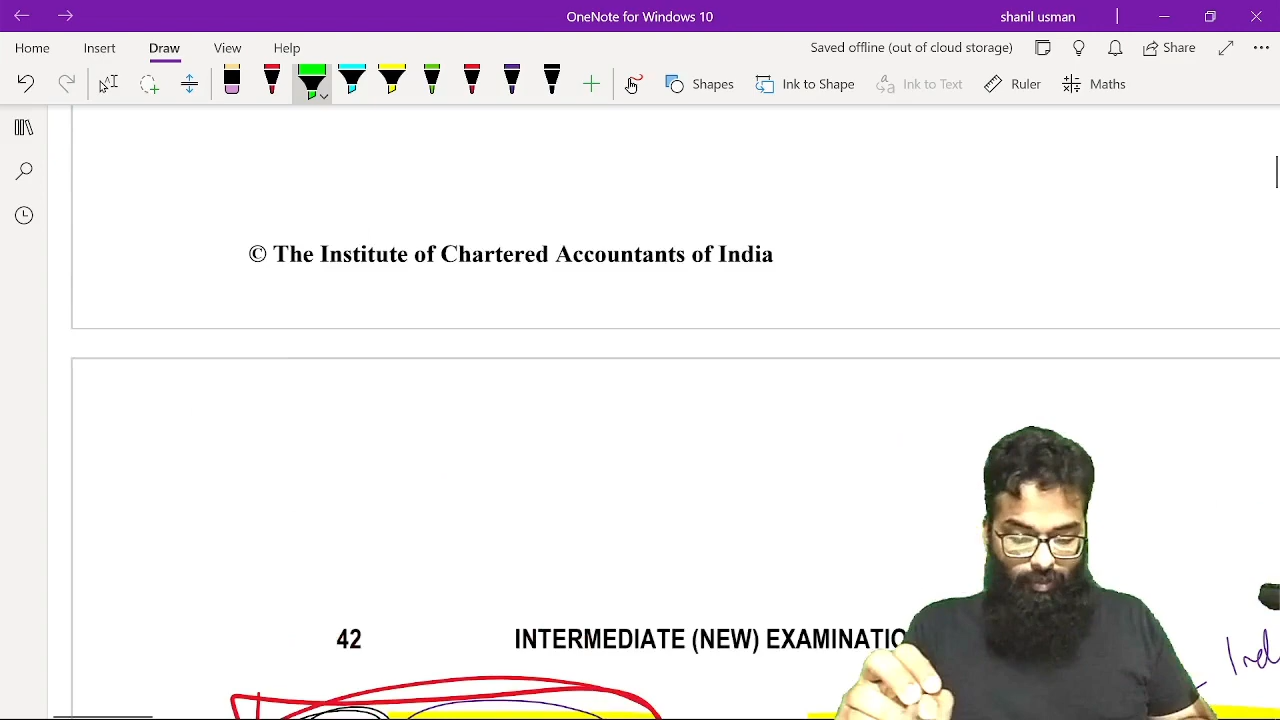 OneNote for Windows 10
shanil usman
Home
Insert
Draw
View
Help
Saved offline (out of cloud storage)
Share
Shapes
Ink to Shape
Ink to Text
Ruler
Maths
© The Institute of Chartered Accountants of India
42
INTERMEDIATE (NEW) EXAMINATIO
Ind